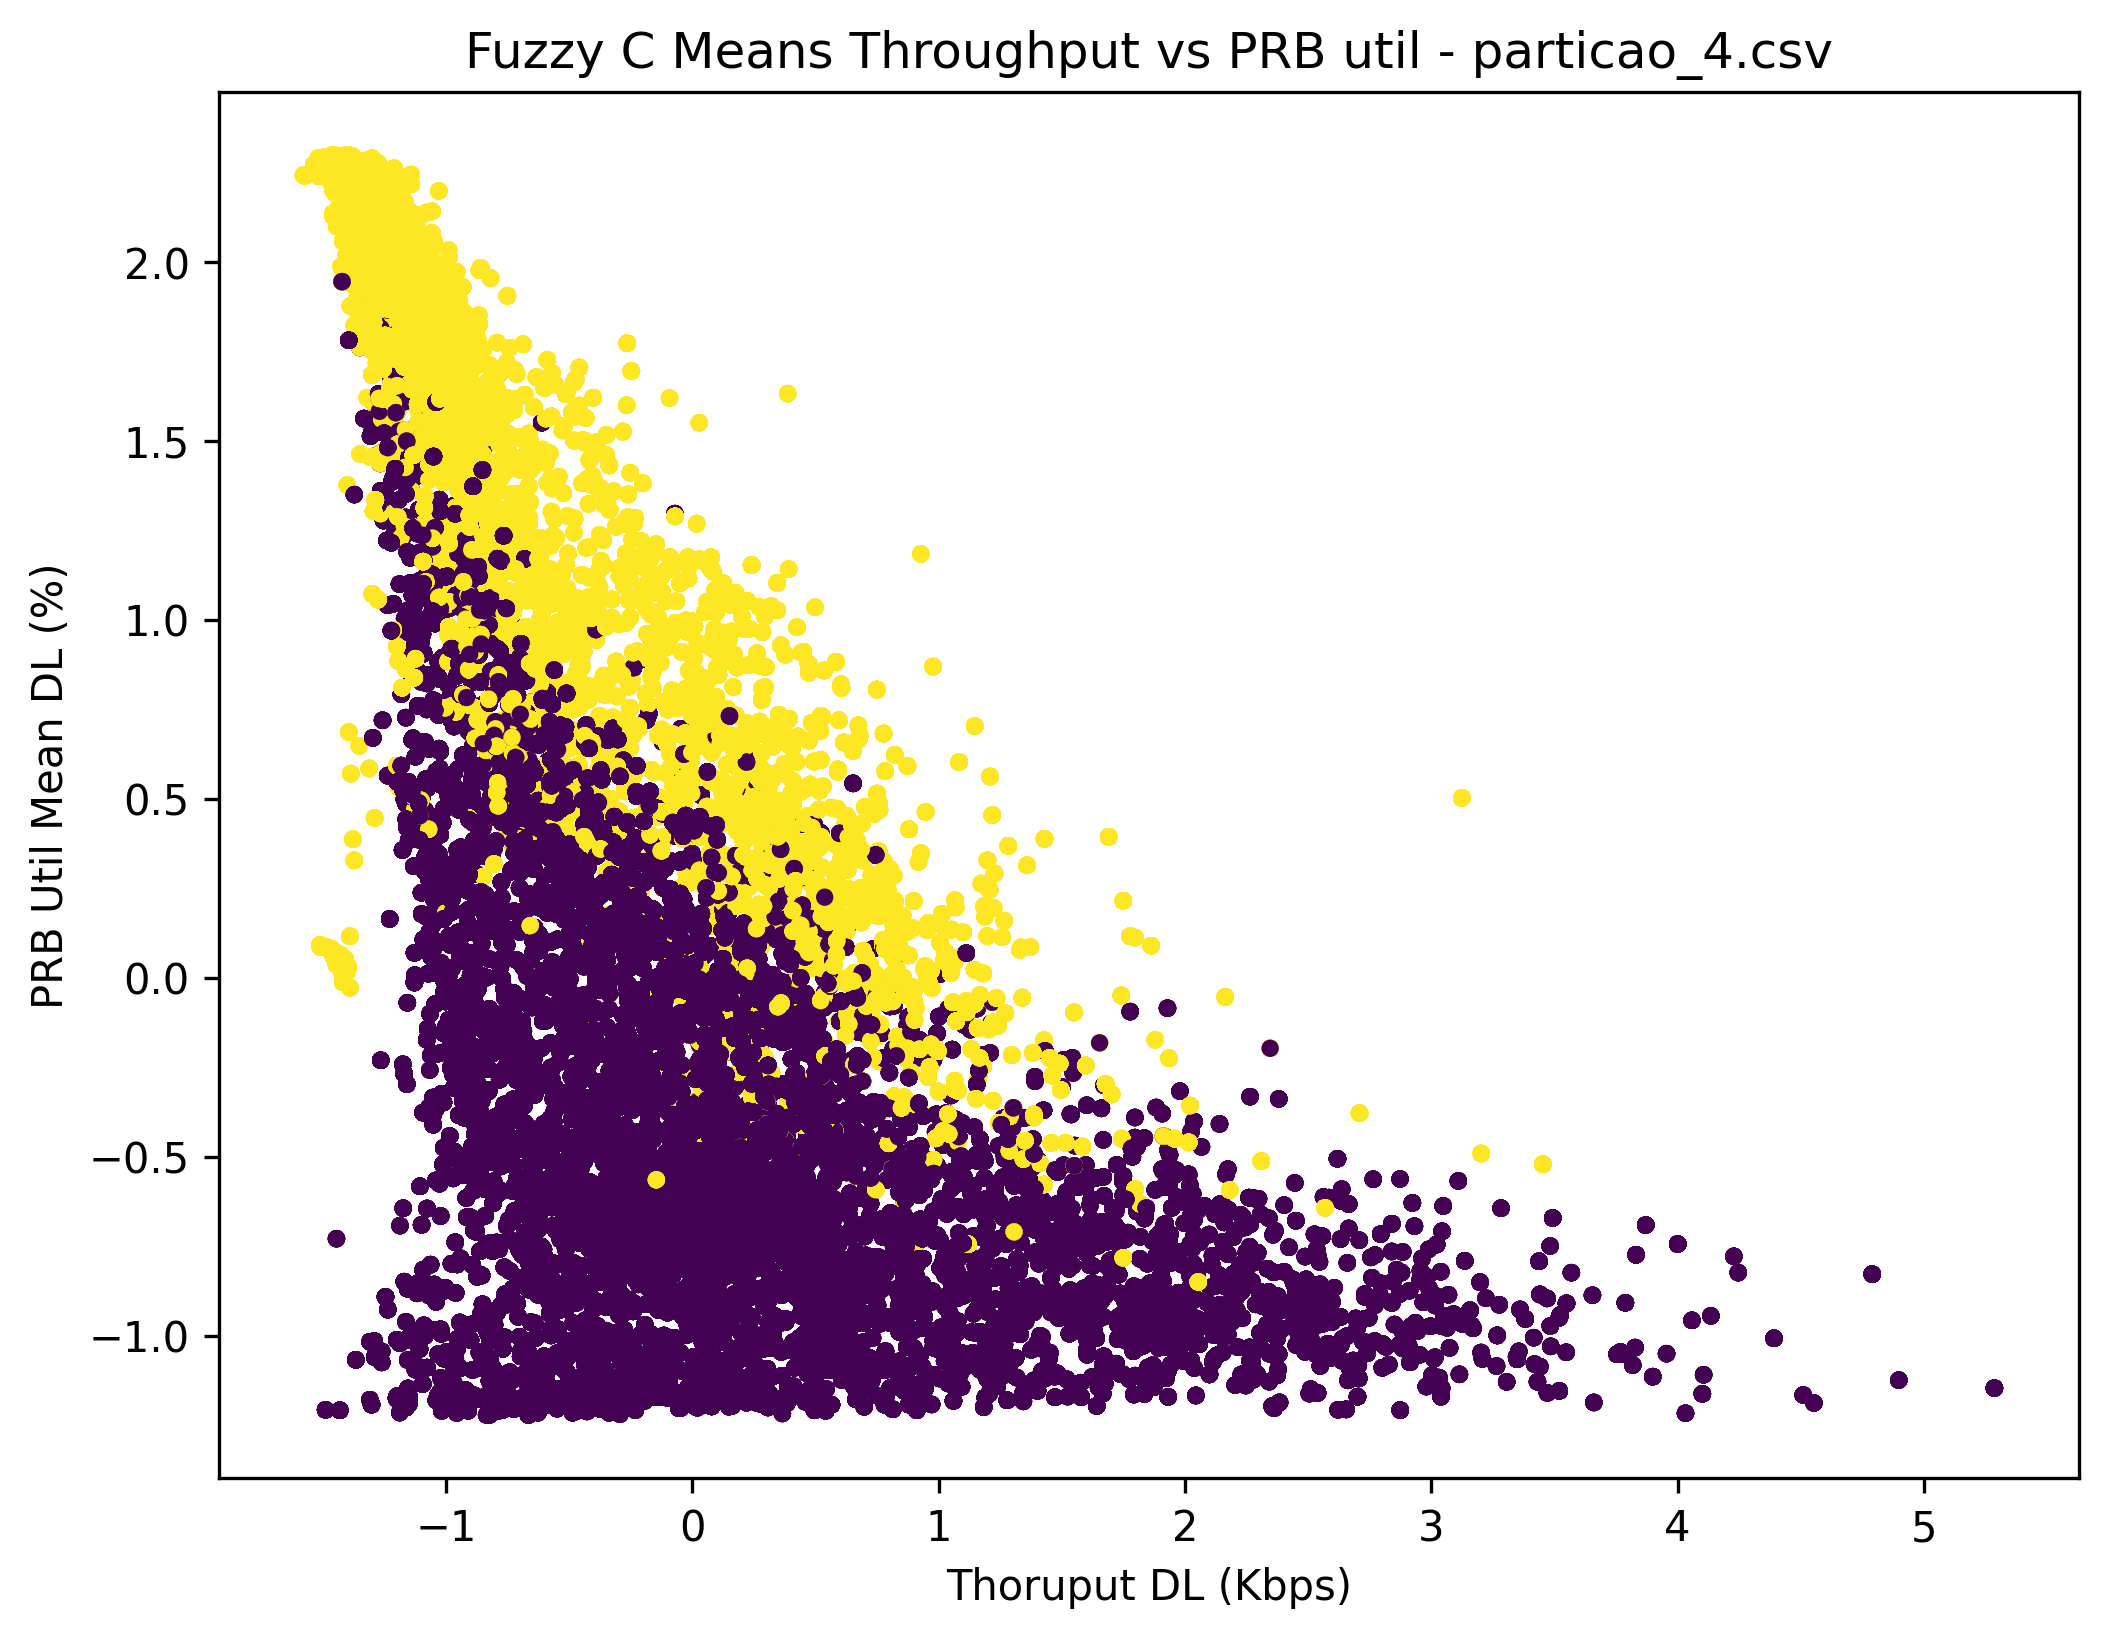 Fuzzy C Means Throughput vs PRB util - particao_4.csv
PRB Util Mean DL (%)
2.0
1.5
1.0
0.5
0.0
−0.5
−1.0
−1 0 1 2 3 4 5
Thoruput DL (Kbps)